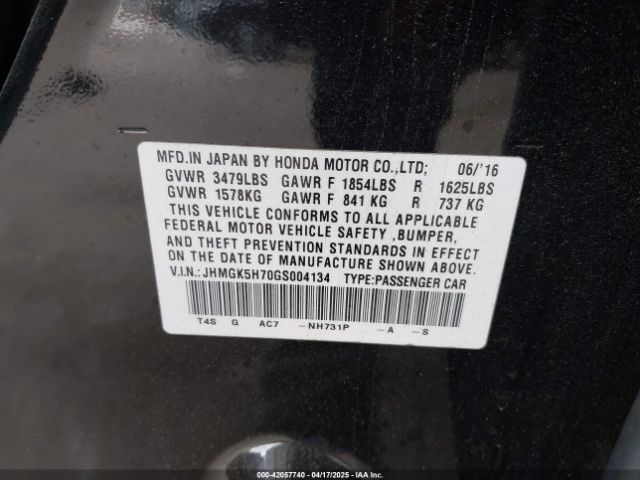 MFD.IN JAPAN BY HONDA MOTOR CO.,LTD; 06/'16
GVWR 3479LBS GAWR F 1854LBS R 1625LBS
GVWR 1578KG GAWR F 841 KG R 737 KG
THIS VEHICLE CONFORMS TO ALL APPLICABLE
FEDERAL MOTOR VEHICLE SAFETY ,BUMPER,
AND THEFT PREVENTION STANDARDS IN EFFECT
ON THE DATE OF MANUFACTURE SHOWN ABOVE.
V.I.N.:JHMGK5H70GS004134 TYPE:PASSENGER CAR
T4S G AC7 -NH731P -A -S
000-42057740 - 04/17/2025 - IAAI.COM